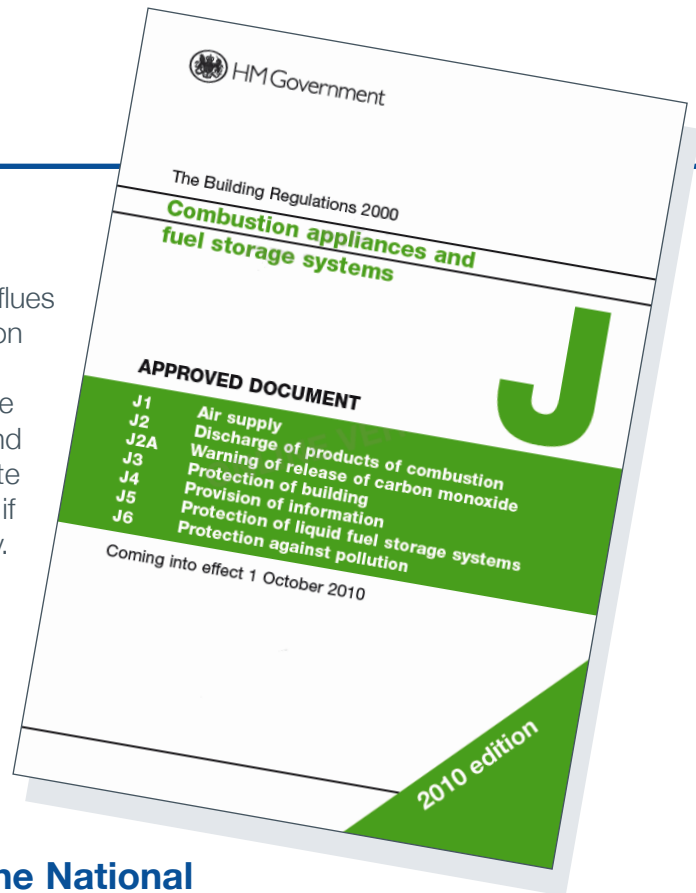 HM Government
The Building Regulations 2000
Combustion appliances and
fuel storage systems
J
APPROVED DOCUMENT
J1 Air supply
J2 Discharge of products of combustion
J2A Warning of release of carbon monoxide
J3 Protection of building
J4 Provision of information
J5 Protection of liquid fuel storage systems
J6 Protection against pollution
Coming into effect 1 October 2010
2010 edition
flues
on
if
National